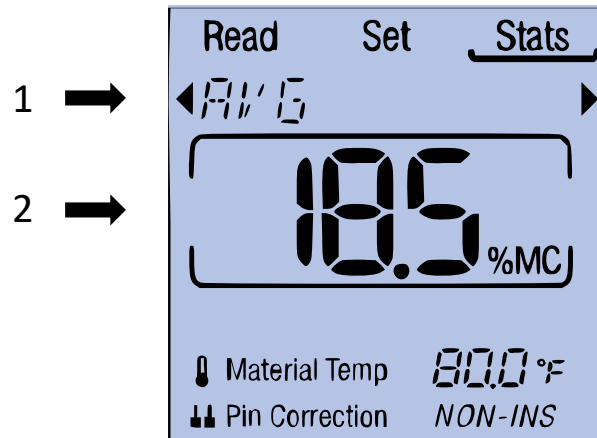 Read Set Stats
1 AVG
2 18.5 %MC
Material Temp 80.0 °F
Pin Correction NON-INS